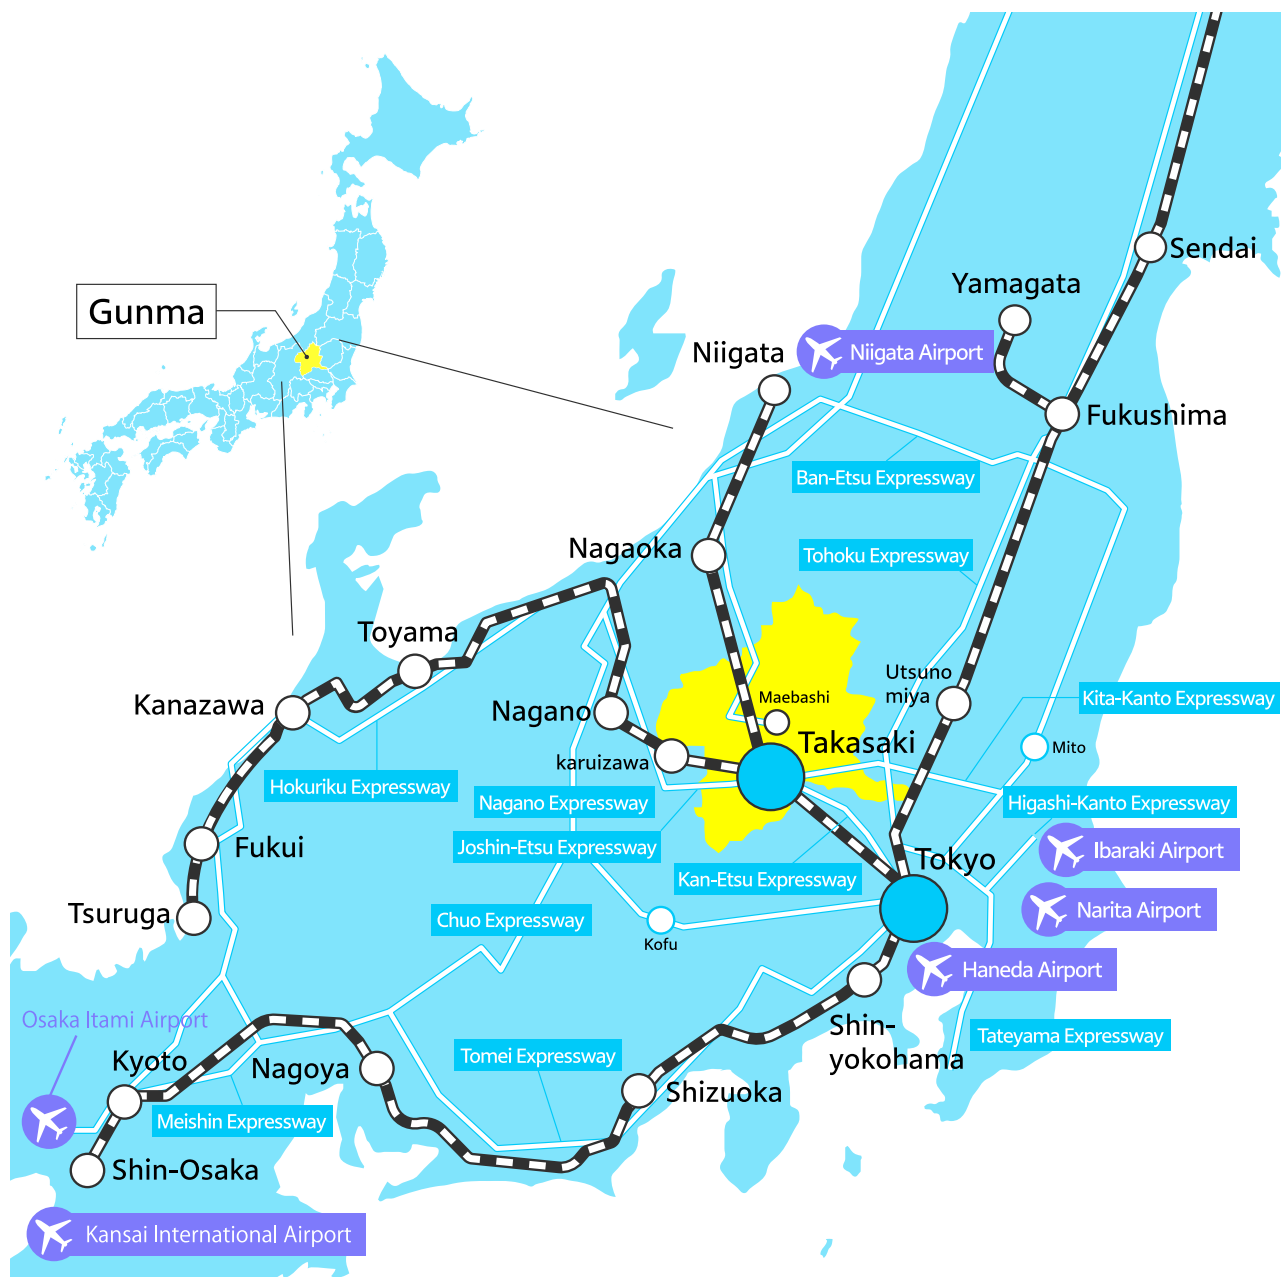 Sendai
Yamagata
Gunma
Niigata
Niigata Airport
Fukushima
Ban-Etsu Expressway
Nagaoka
Tohoku Expressway
Toyama
Utsuno
miya
Kanazawa
Nagano
Maebashi
Kita-Kanto Expressway
Takasaki
Mito
karuizawa
Hokuriku Expressway
Nagano Expressway
Higashi-Kanto Expressway
Fukui
Joshin-Etsu Expressway
Ibaraki Airport
Tokyo
Kan-Etsu Expressway
Tsuruga
Chuo Expressway
Narita Airport
Kofu
Haneda Airport
Osaka Itami Airport
Shin-
yokohama
Tateyama Expressway
Kyoto
Nagoya
Tomei Expressway
Shizuoka
Meishin Expressway
Shin-Osaka
Kansai International Airport